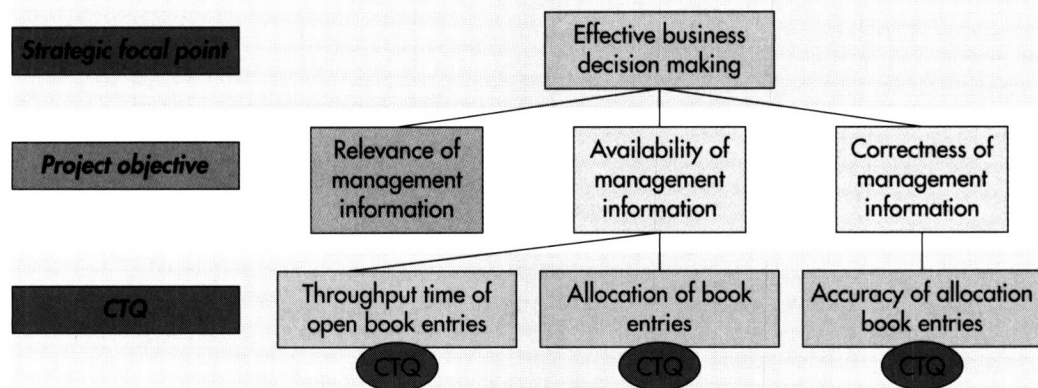 Strategic focal point
Effective business
decision making
Project objective
Relevance of
management
information
Availability of
management
information
Correctness of
management
information
CTQ
Throughput time of
open book entries
Allocation of book
entries
Accuracy of allocation
book entries
CTQ
CTQ
CTQ